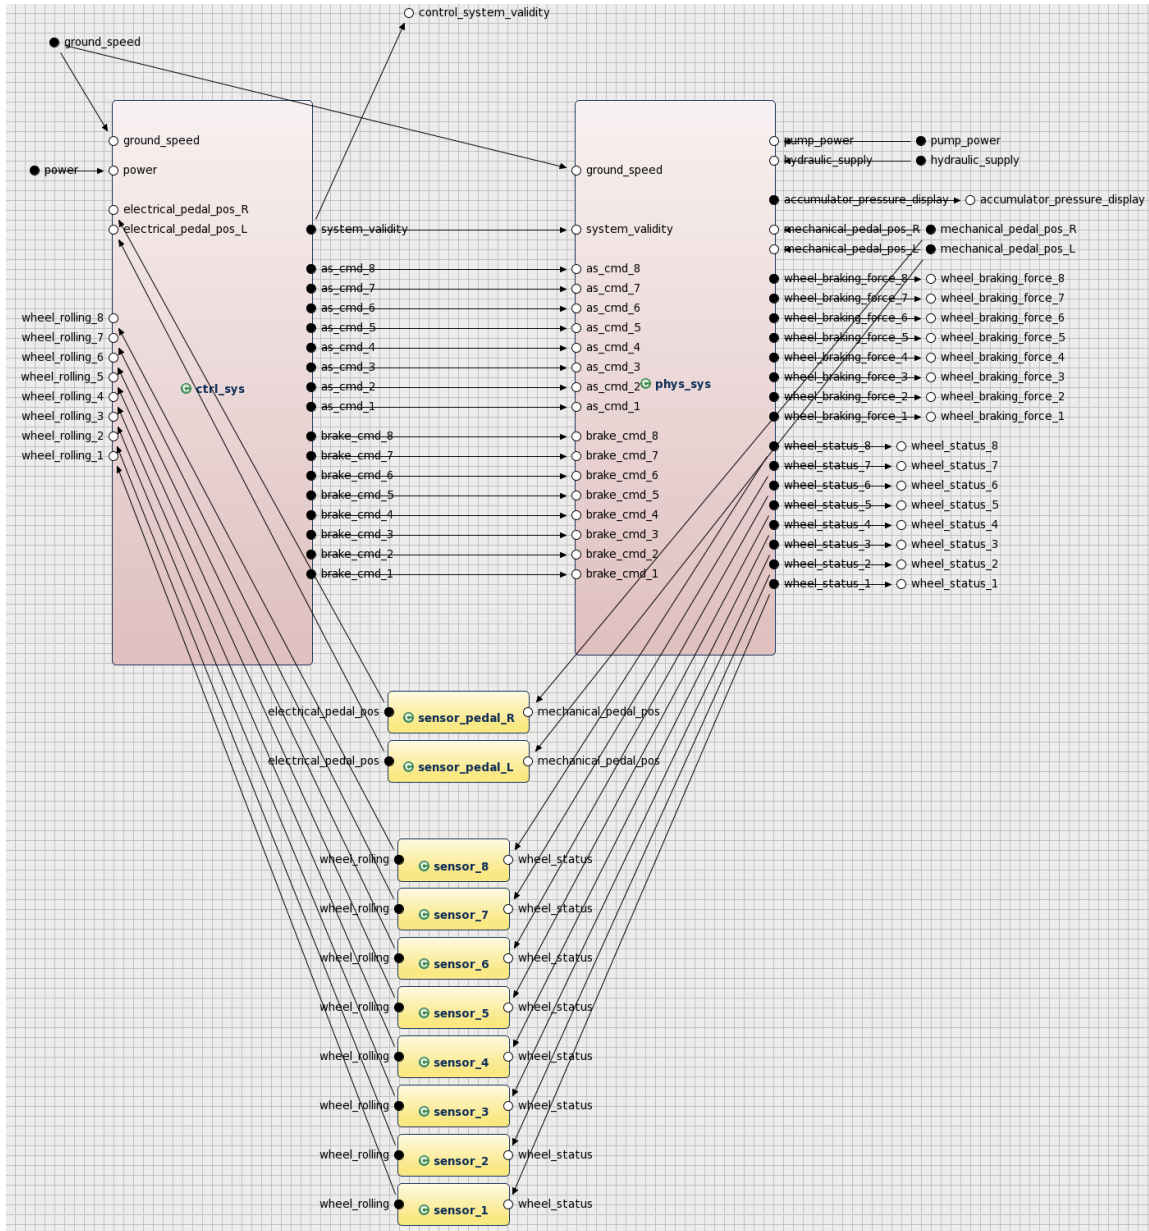 control_system_validity
ground_speed
ground_speed
power
power
electrical_pedal_pos_R
electrical_pedal_pos_L
system_validity
as_cmd_8
as_cmd_7
as_cmd_6
as_cmd_5
as_cmd_4
as_cmd_3
as_cmd_2
as_cmd_1
brake_cmd_8
brake_cmd_7
brake_cmd_6
brake_cmd_5
brake_cmd_4
brake_cmd_3
brake_cmd_2
brake_cmd_1
wheel_rolling_8
wheel_rolling_7
wheel_rolling_6
wheel_rolling_5
wheel_rolling_4
wheel_rolling_3
wheel_rolling_2
wheel_rolling_1
C ctrl_sys
ground_speed
system_validity
as_cmd_8
as_cmd_7
as_cmd_6
as_cmd_5
as_cmd_4
as_cmd_3
as_cmd_2
as_cmd_1
brake_cmd_8
brake_cmd_7
brake_cmd_6
brake_cmd_5
brake_cmd_4
brake_cmd_3
brake_cmd_2
brake_cmd_1
C phys_sys
pump_power
pump_power
hydraulic_supply
hydraulic_supply
accumulator_pressure_display
accumulator_pressure_display
mechanical_pedal_pos_R
mechanical_pedal_pos_R
mechanical_pedal_pos_L
mechanical_pedal_pos_L
wheel_braking_force_8
wheel_braking_force_8
wheel_braking_force_7
wheel_braking_force_7
wheel_braking_force_6
wheel_braking_force_6
wheel_braking_force_5
wheel_braking_force_5
wheel_braking_force_4
wheel_braking_force_4
wheel_braking_force_3
wheel_braking_force_3
wheel_braking_force_2
wheel_braking_force_2
wheel_braking_force_1
wheel_braking_force_1
wheel_status_8
wheel_status_8
wheel_status_7
wheel_status_7
wheel_status_6
wheel_status_6
wheel_status_5
wheel_status_5
wheel_status_4
wheel_status_4
wheel_status_3
wheel_status_3
wheel_status_2
wheel_status_2
wheel_status_1
wheel_status_1
electrical_pedal_pos
C sensor_pedal_R
mechanical_pedal_pos
electrical_pedal_pos
C sensor_pedal_L
mechanical_pedal_pos
wheel_rolling
C sensor_8
wheel_status
wheel_rolling
C sensor_7
wheel_status
wheel_rolling
C sensor_6
wheel_status
wheel_rolling
C sensor_5
wheel_status
wheel_rolling
C sensor_4
wheel_status
wheel_rolling
C sensor_3
wheel_status
wheel_rolling
C sensor_2
wheel_status
wheel_rolling
C sensor_1
wheel_status